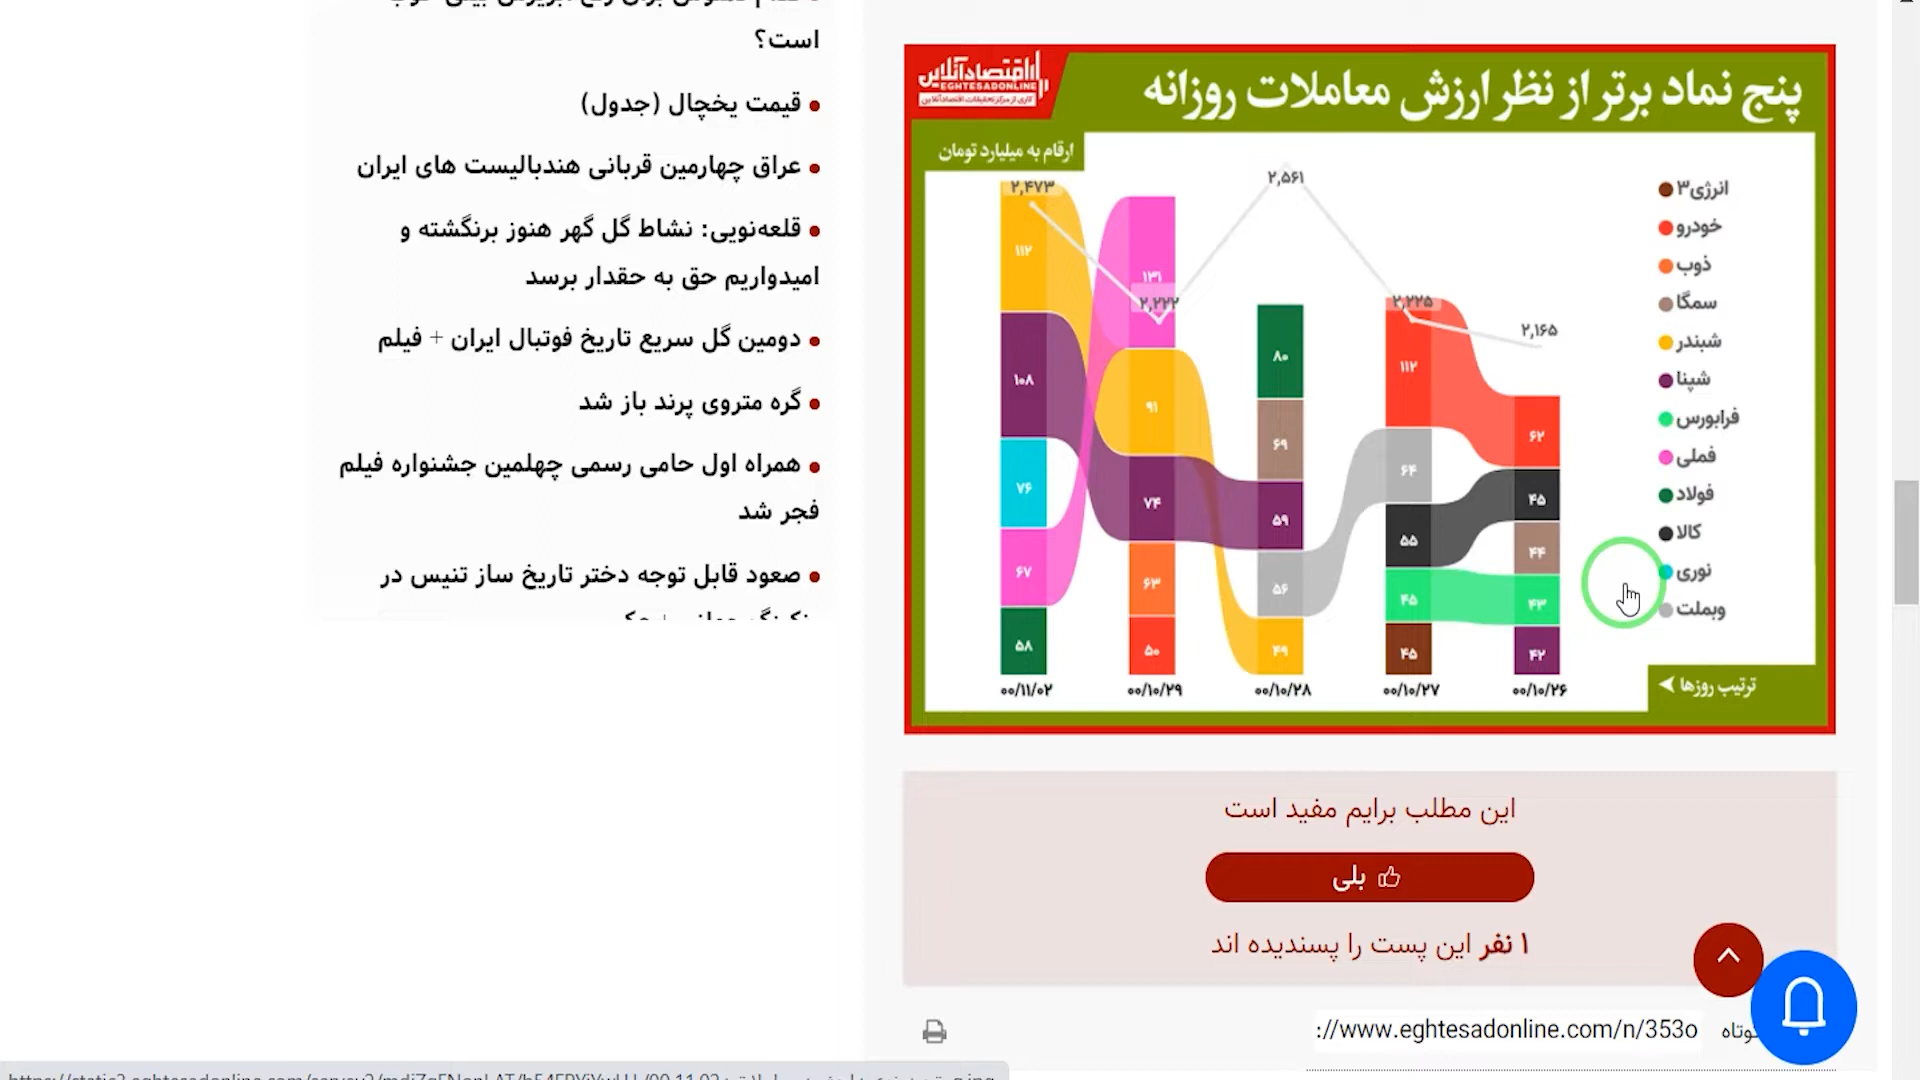 است؟
قیمت یخچال (جدول)
عراق چهارمین قربانی هندبالیست های ایران
قلعه‌نویی: نشاط گل گهر هنوز برنگشته و
امیدواریم حق به حقدار برسد
دومین گل سریع تاریخ فوتبال ایران + فیلم
گره متروی پرند باز شد
همراه اول حامی رسمی چهلمین جشنواره فیلم
فجر شد
صعود قابل توجه دختر تاریخ ساز تنیس در
پنج نماد برتر از نظر ارزش معاملات روزانه
اقتصادآنلاین
EGHTESADONLINE
کاری از مرکز تحقیقات اقتصادآنلاین
ارقام به میلیارد تومان
۲,۴۷۳
۱۱۲
۱۰۸
۷۶
۶۷
۵۸
۰۰/۱۱/۰۲
۱۳۱
۲,۲۲۲
۹۱
۷۴
۶۳
۵۰
۰۰/۱۰/۲۹
۲,۵۶۱
۸۰
۶۹
۵۹
۵۶
۴۹
۰۰/۱۰/۲۸
۲,۲۲۵
۱۱۲
۶۴
۵۵
۴۵
۴۵
۰۰/۱۰/۲۷
۲,۱۶۵
۶۲
۴۵
۴۴
۴۳
۴۲
۰۰/۱۰/۲۶
انرژی۳
خودرو
ذوب
سمگا
شبندر
شپنا
فرابورس
فملی
فولاد
کالا
نوری
وبملت
ترتیب روزها
این مطلب برایم مفید است
بلی
۱ نفر این پست را پسندیده اند
://www.eghtesadonline.com/n/353o